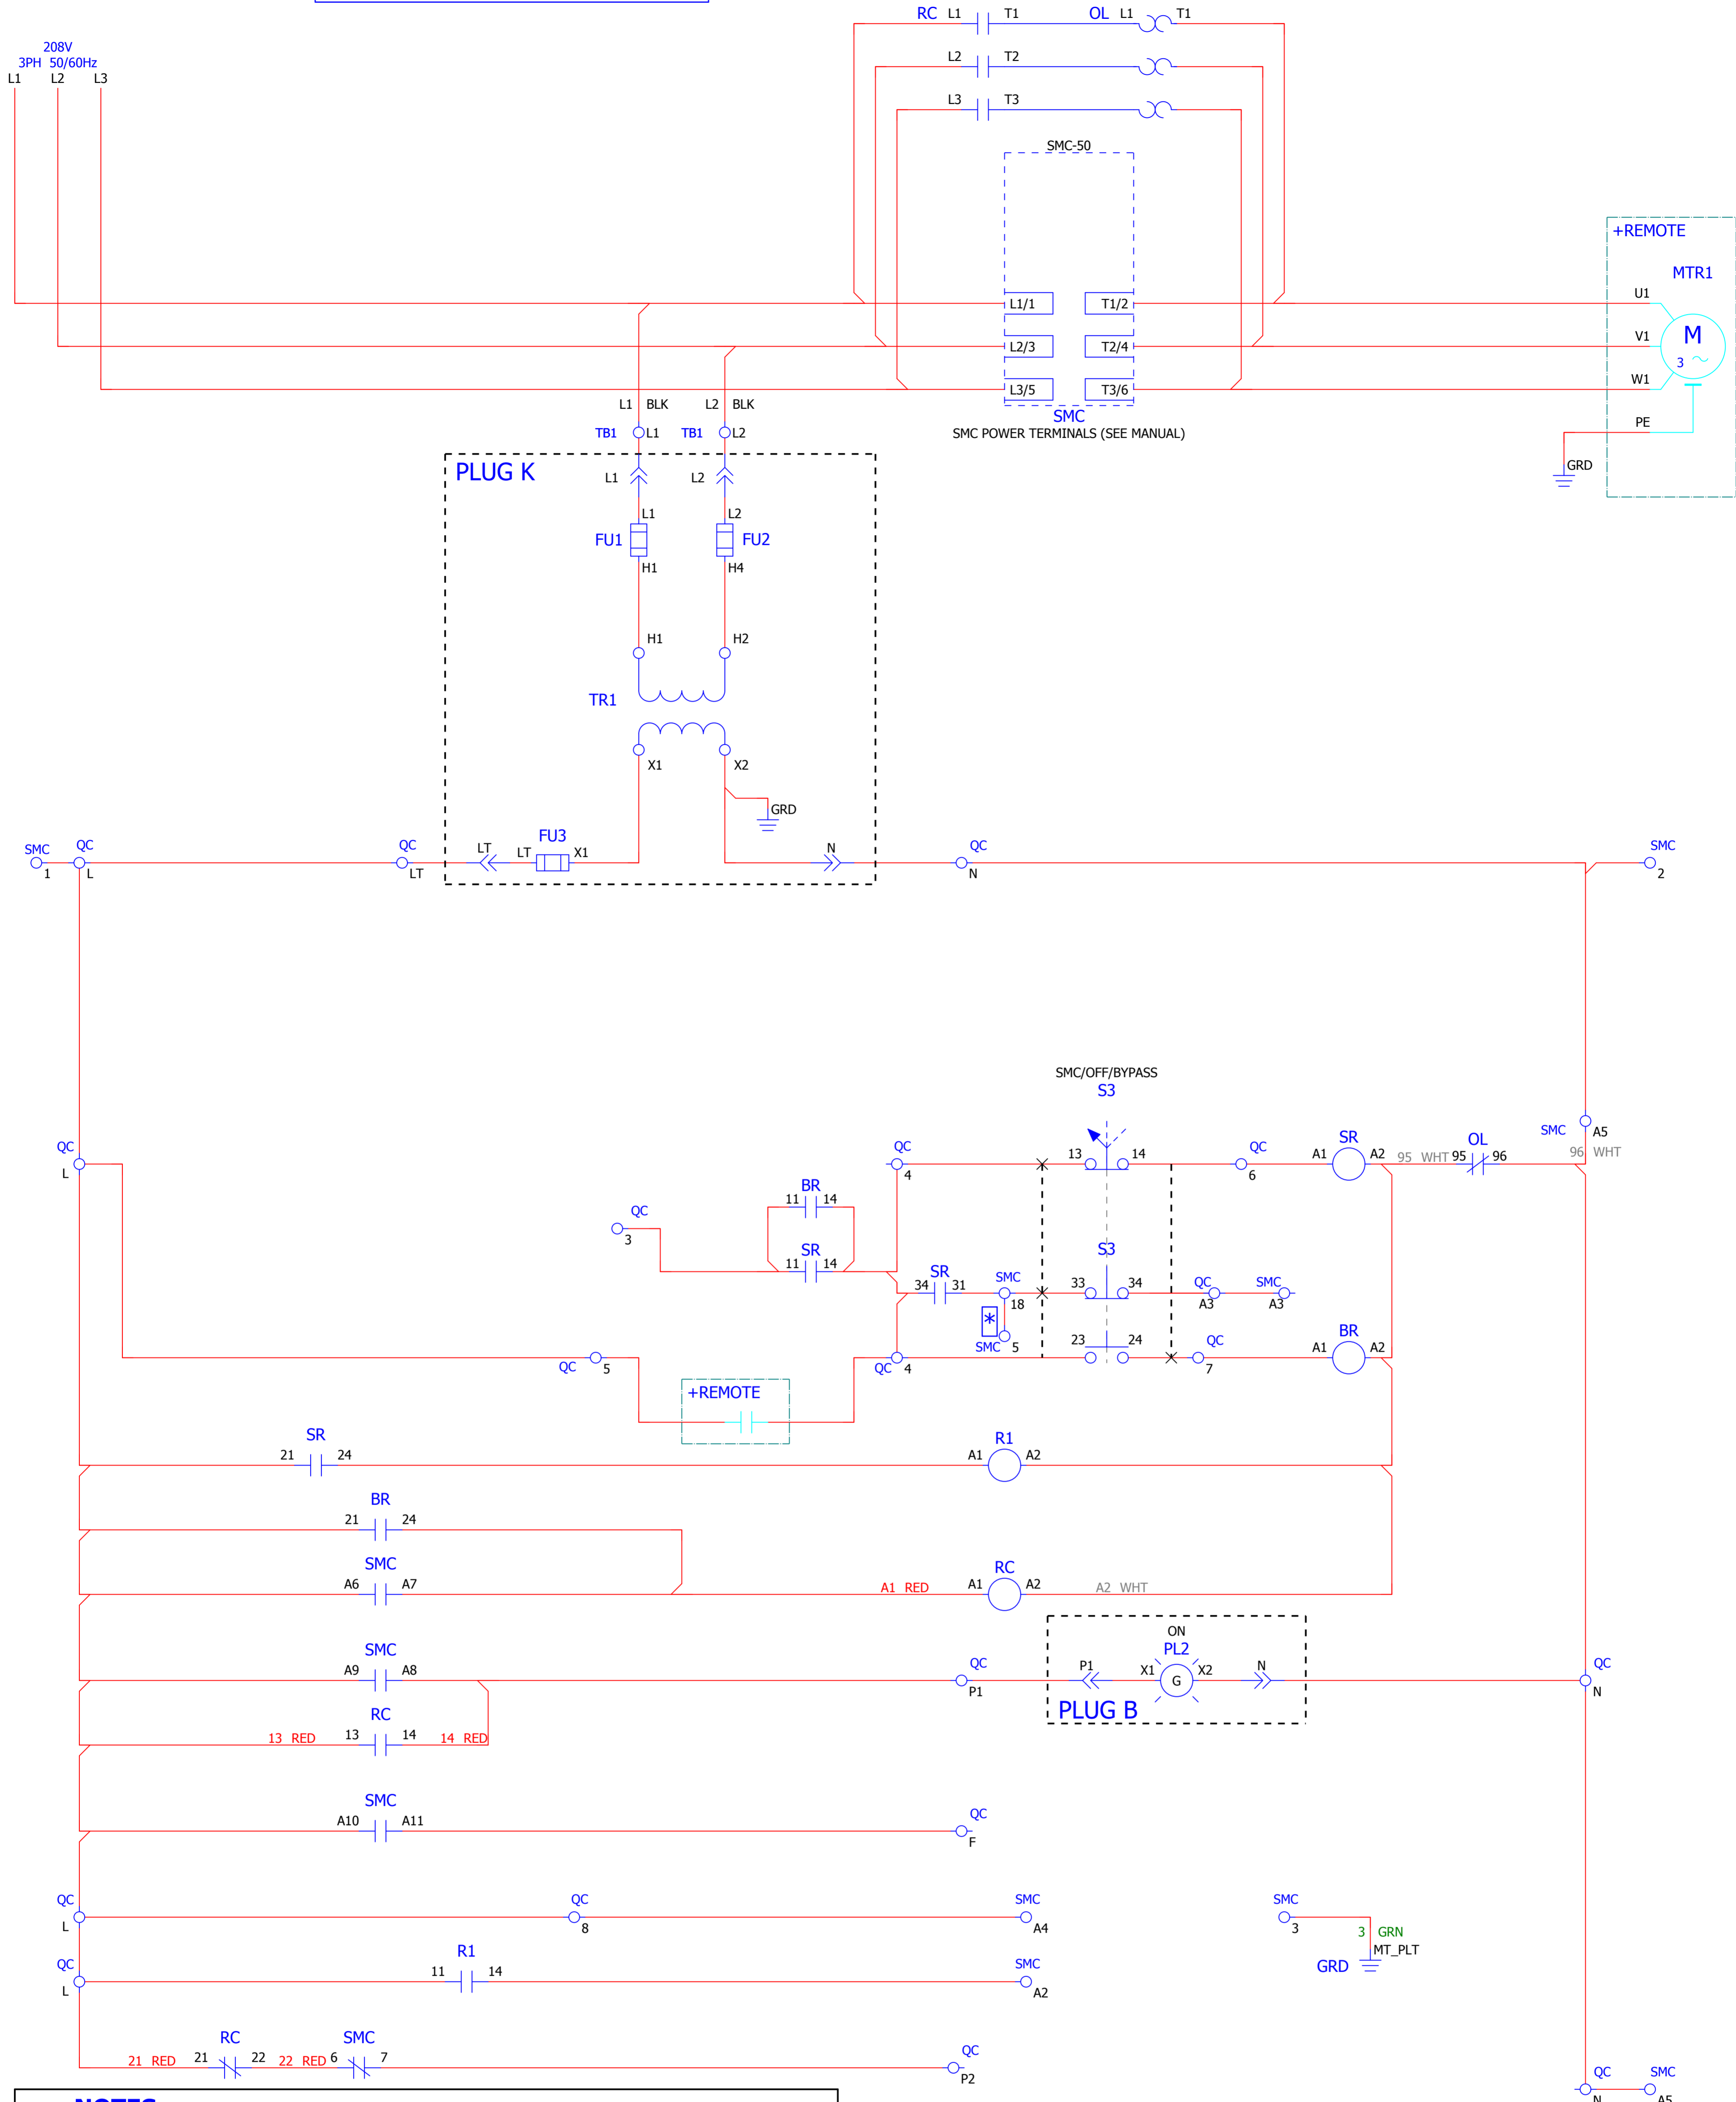 RC L1 T1 OL L1 T1
208V
3PH 50/60Hz
L1 L2 L3
L2 T2
L3 T3
SMC-50
+REMOTE
MTR1
U1
L1/1 T1/2
V1 M
3
L2/3 T2/4
W1
L3/5 T3/6
L1 BLK L2 BLK
SMC
SMC POWER TERMINALS (SEE MANUAL)
PE
TB1 L1 TB1 L2
GRD
PLUG K
L1 L2
L1 L2
FU1 FU2
H1 H4
H1 H2
TR1
X1 X2
GRD
SMC QC QC LT LT FU3 X1 N QC SMC
1 L LT N 2
SMC/OFF/BYPASS
S3
SMC A5
QC QC 13 14 QC SR OL
L 4 6 A1 A2 95 WHT 95 96 96 WHT
BR
11 14
QC
3
SR
11 14
S3
SR
34 31 SMC 33 34 QC SMC
18 A3 A3
*
SMC 5 23 24 QC BR
A1 A2
QC 5 QC 4 7
+REMOTE
SR R1
21 24 A1 A2
BR
21 24
SMC RC
A6 A7 A1 RED A1 A2 A2 WHT
ON
SMC PL2
A9 A8 QC P1 X1 G X2 N QC
P1 N
PLUG B
RC
13 RED 13 14 14 RED
SMC
A10 A11 QC
F
QC QC SMC SMC
L 8 A4 3
3 GRN
MT_PLT
GRD
QC R1 SMC
L 11 14 A2
RC SMC
21 RED 21 22 22 RED 6 7 QC
P2
QC SMC
N A5
NOTES